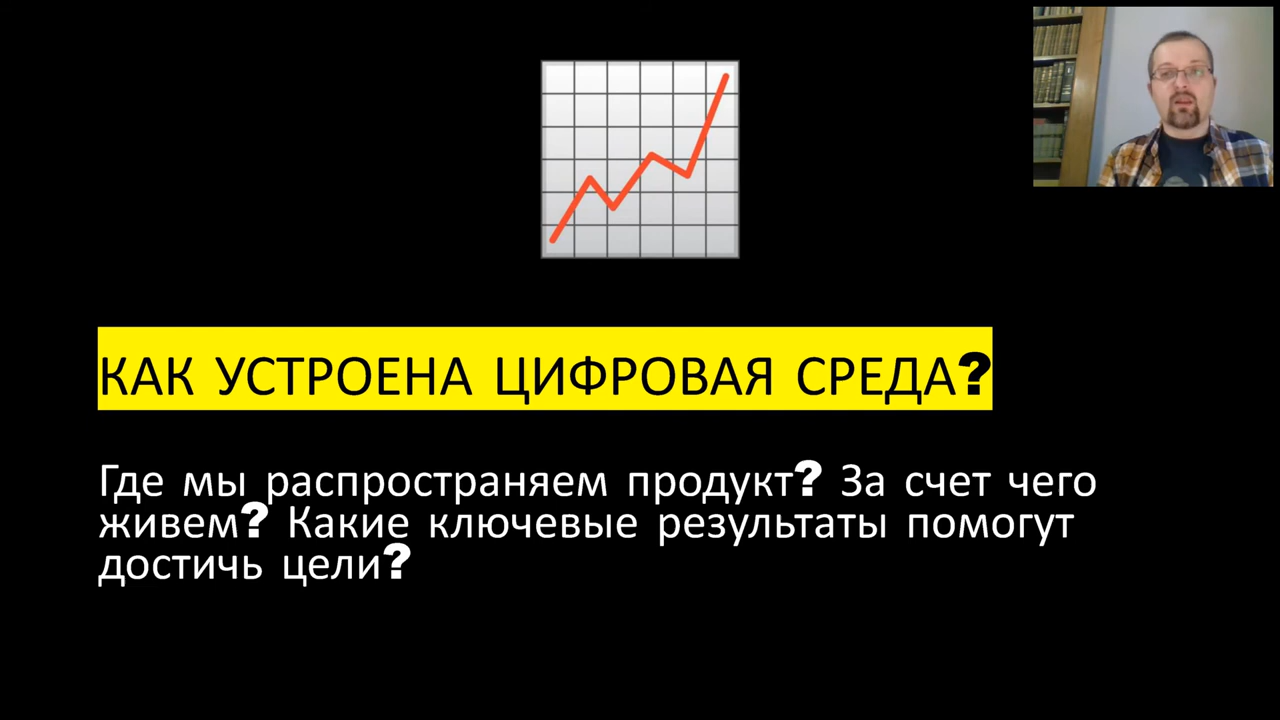 КАК УСТРОЕНА ЦИФРОВАЯ СРЕДА?
Где мы распространяем продукт? За счет чего
живем? Какие ключевые результаты помогут
достичь цели?